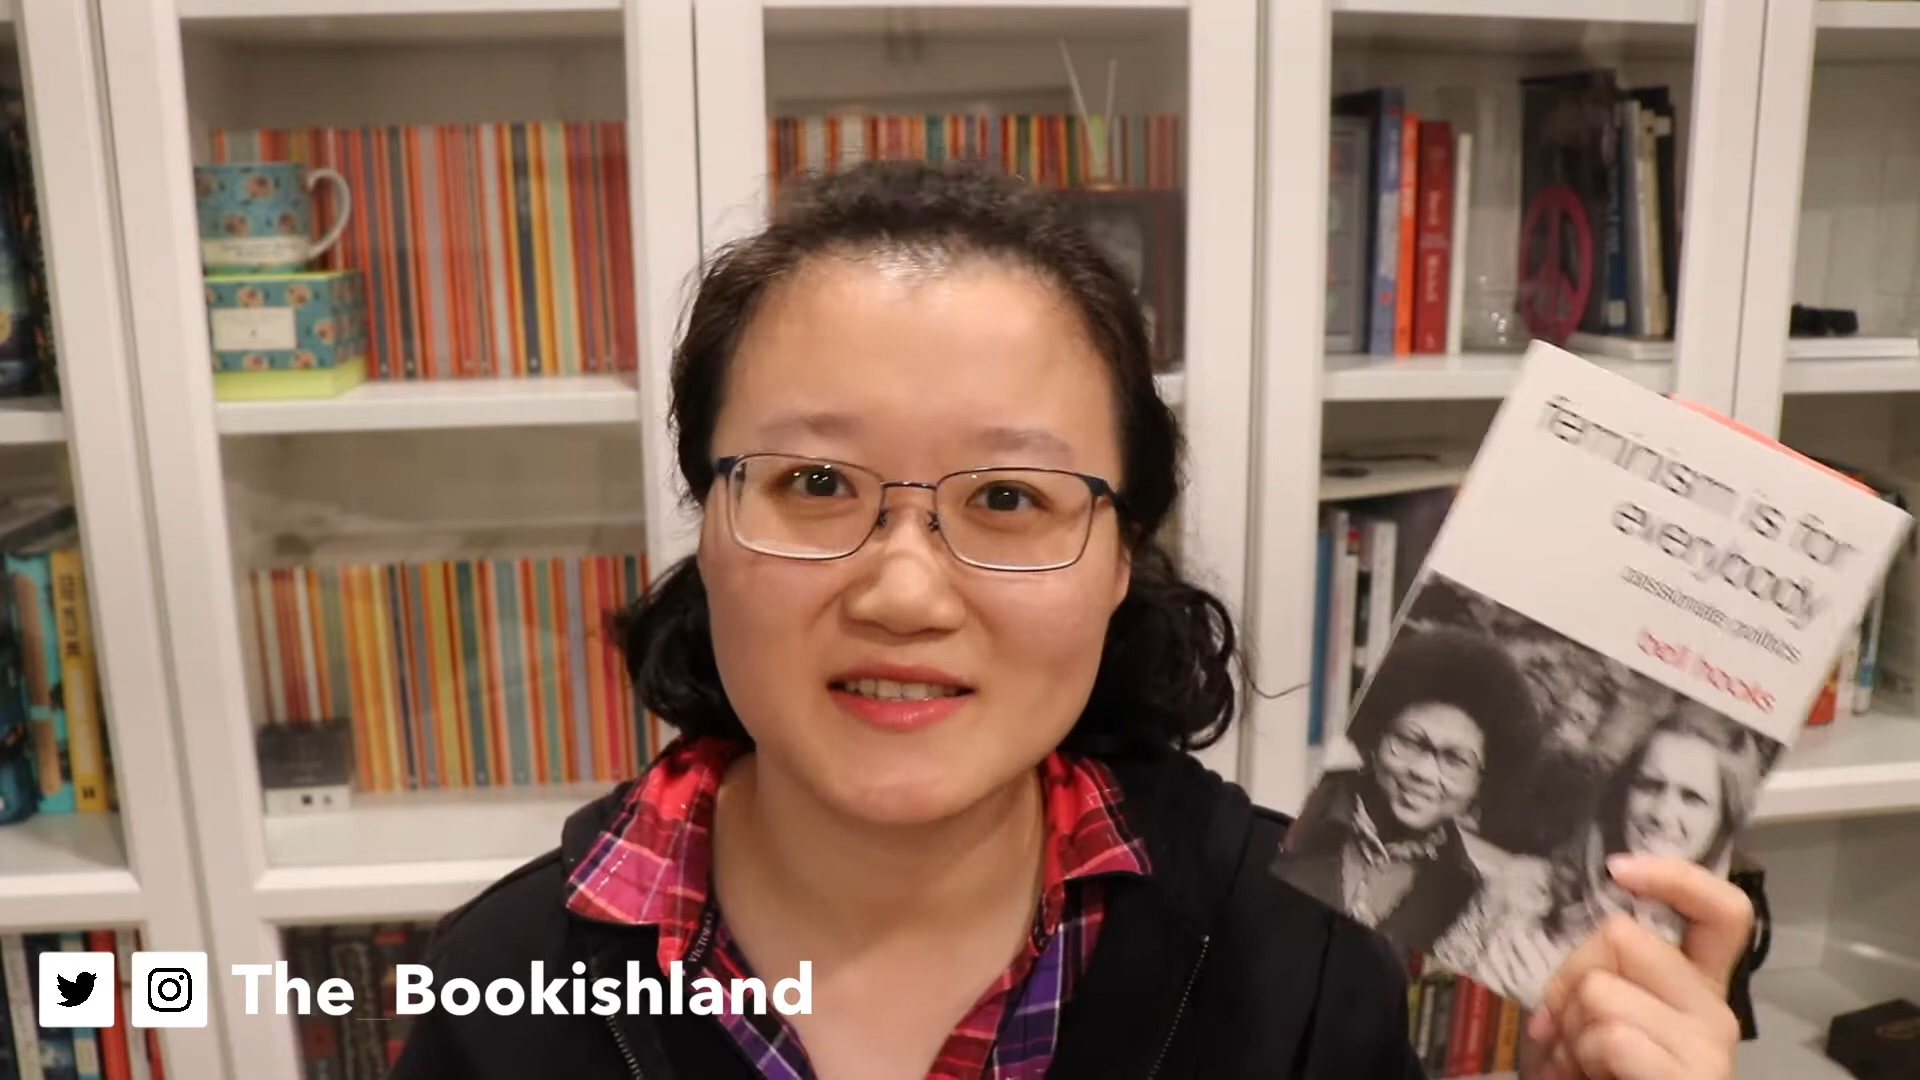 feminism is for
everybody
passionate politics
bell hooks
The_Bookishland